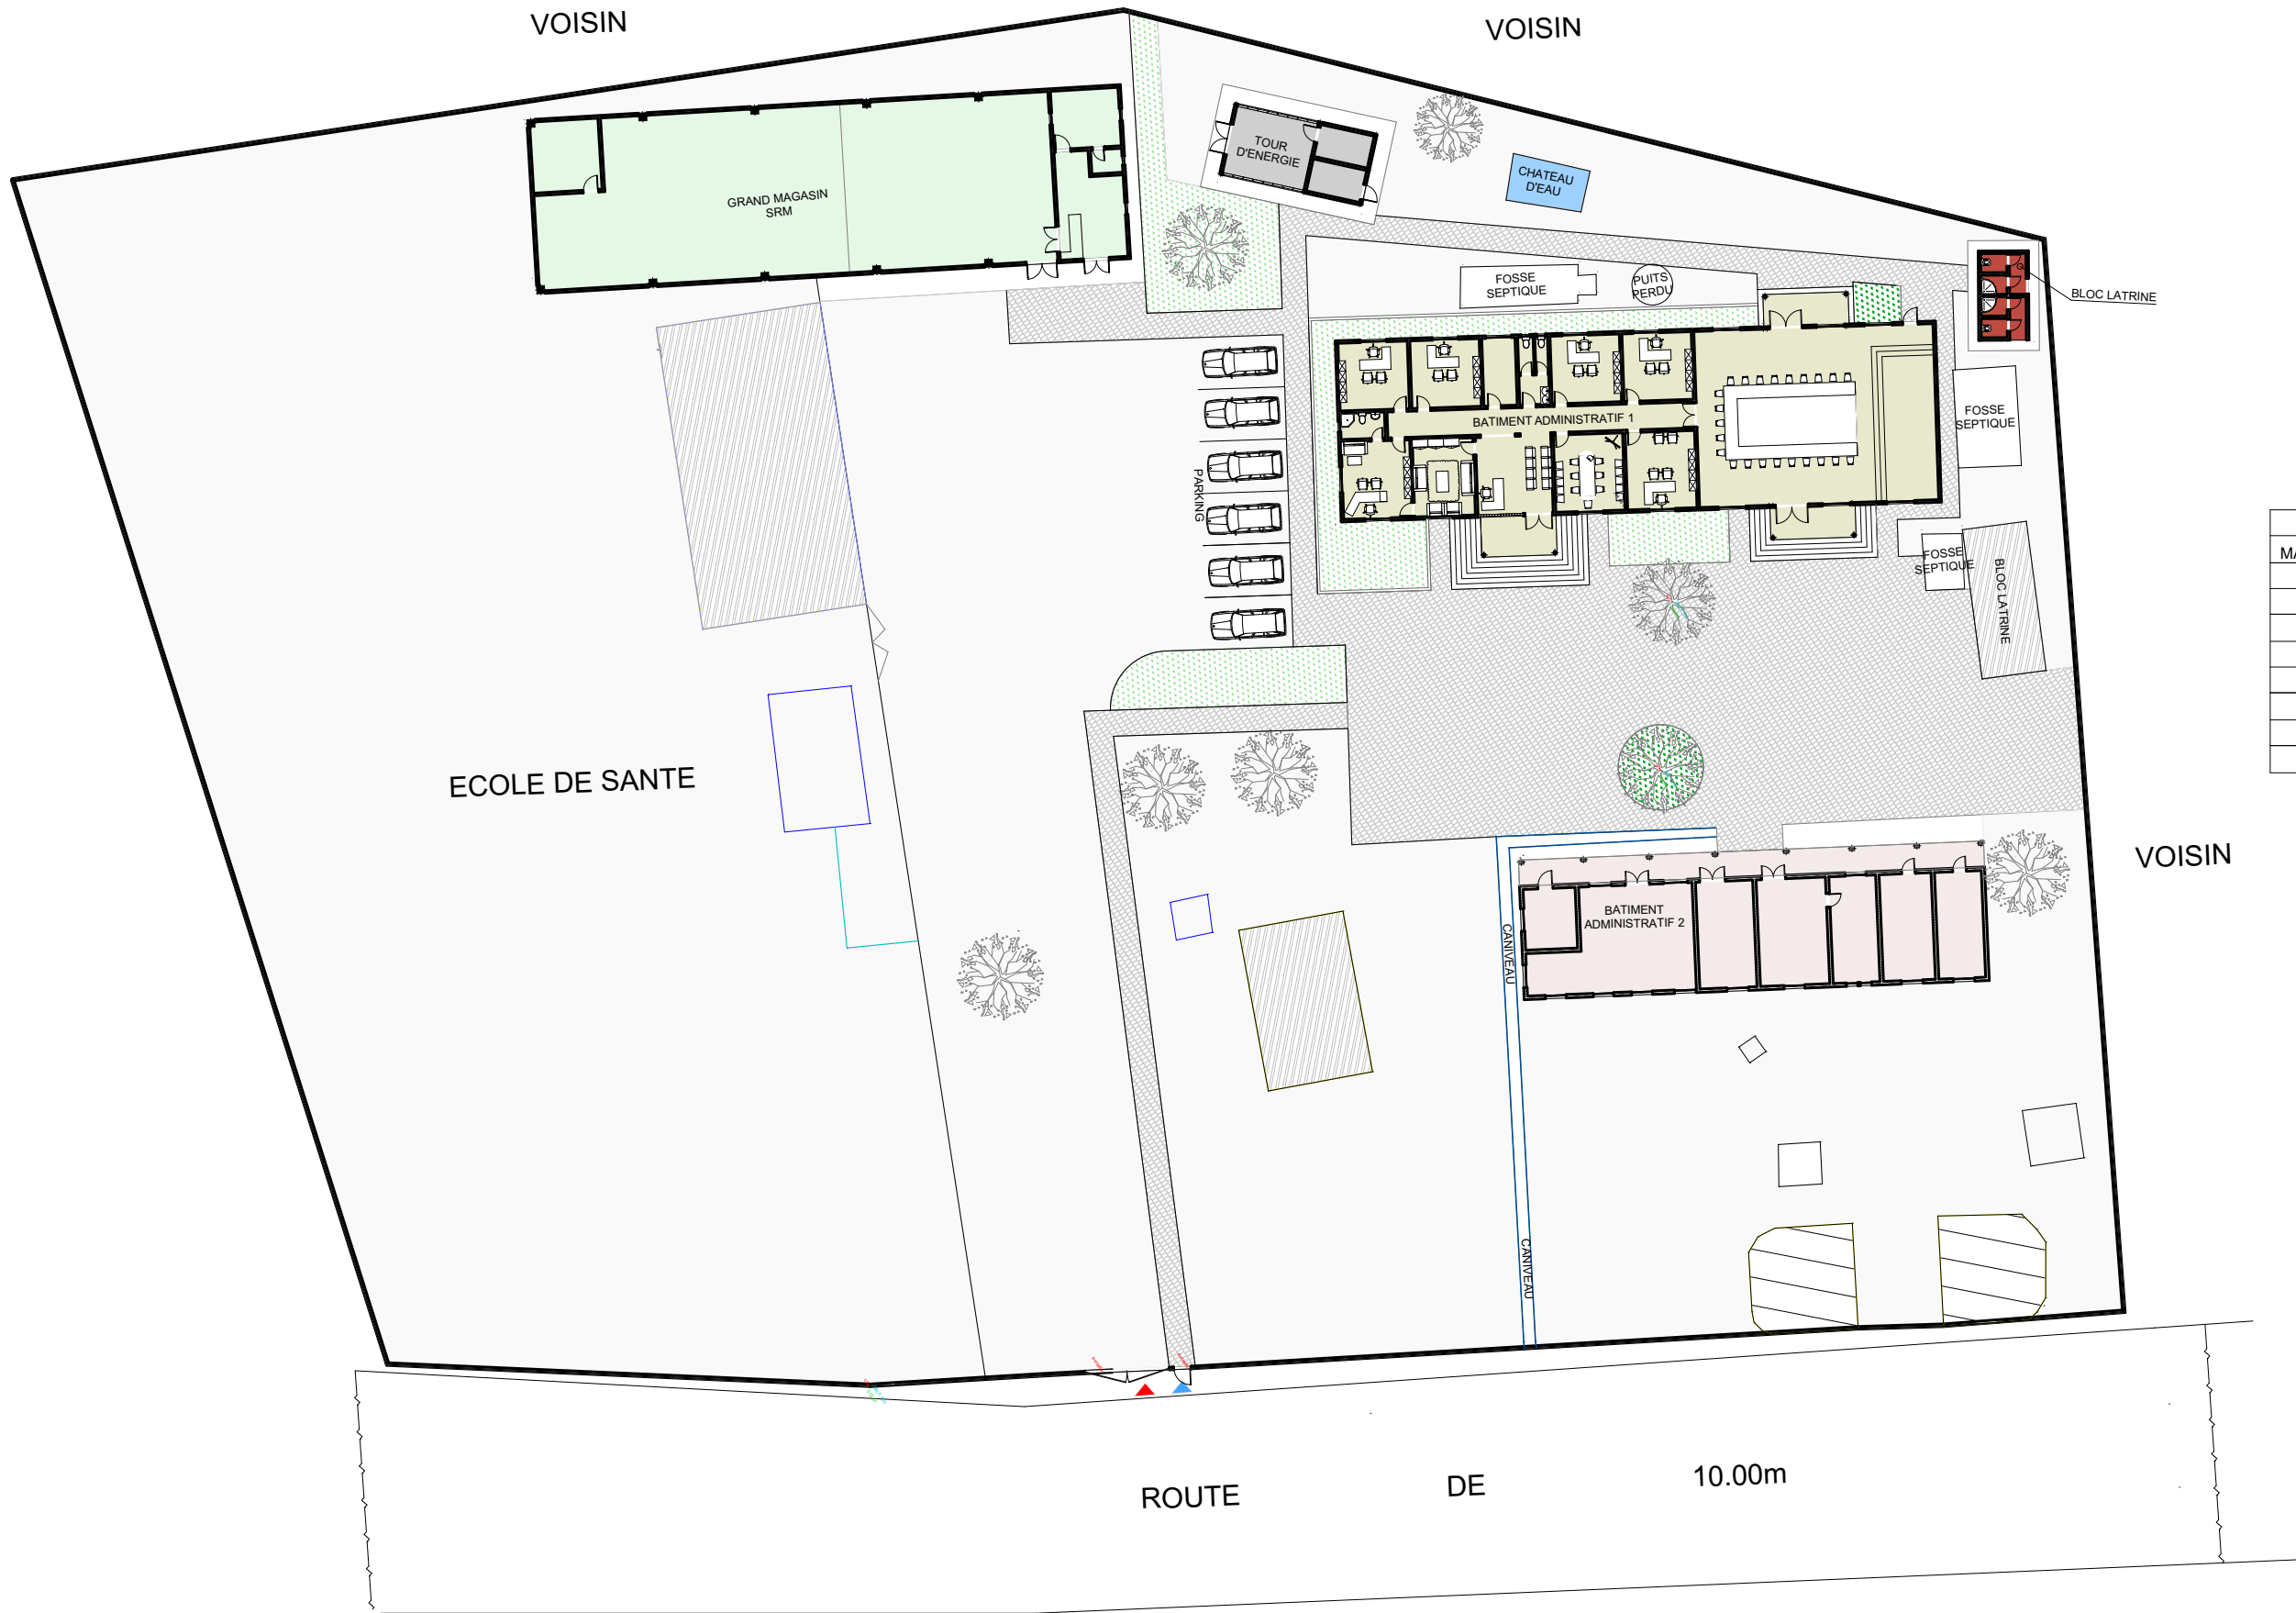 VOISIN
VOISIN
TOUR
D'ENERGIE
CHATEAU
D'EAU
GRAND MAGASIN
SRM
FOSSE
SEPTIQUE
PUITS
PERDU
BLOC LATRINE
BATIMENT ADMINISTRATIF 1
FOSSE
SEPTIQUE
PARKING
FOSSE
SEPTIQUE
BLOC LATRINE
ECOLE DE SANTE
VOISIN
BATIMENT
ADMINISTRATIF 2
CANIVEAU
CANIVEAU
ROUTE DE 10.00m